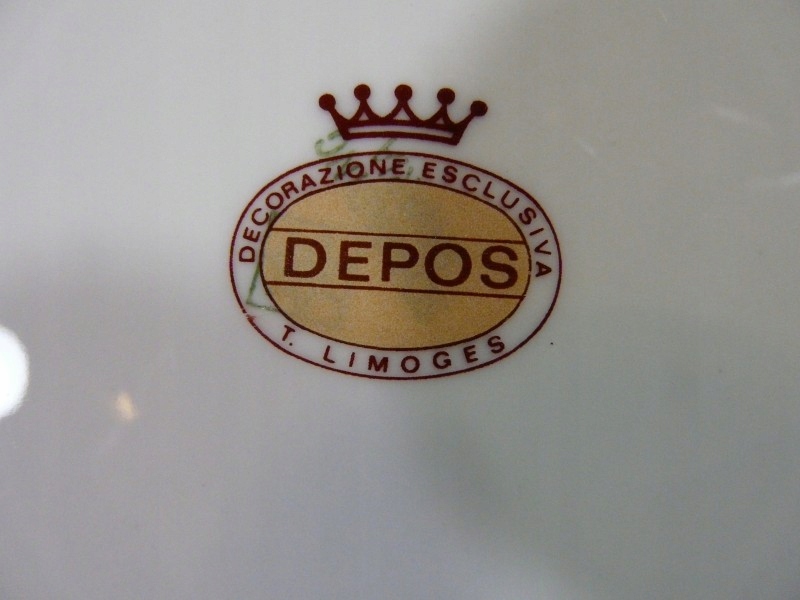 DECORAZIONE ESCLUSIVA
DEPOS
T. LIMOGES